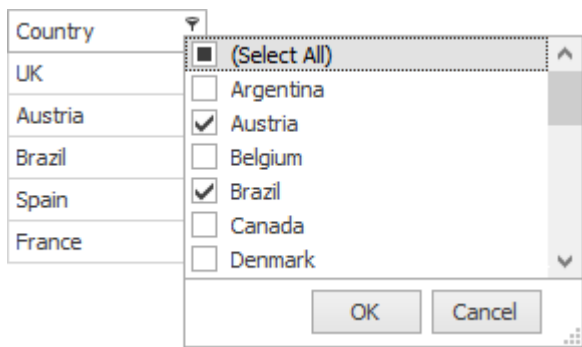 Country
UK
Austria
Brazil
Spain
France
(Select All)
Argentina
Austria
Belgium
Brazil
Canada
Denmark
OK Cancel